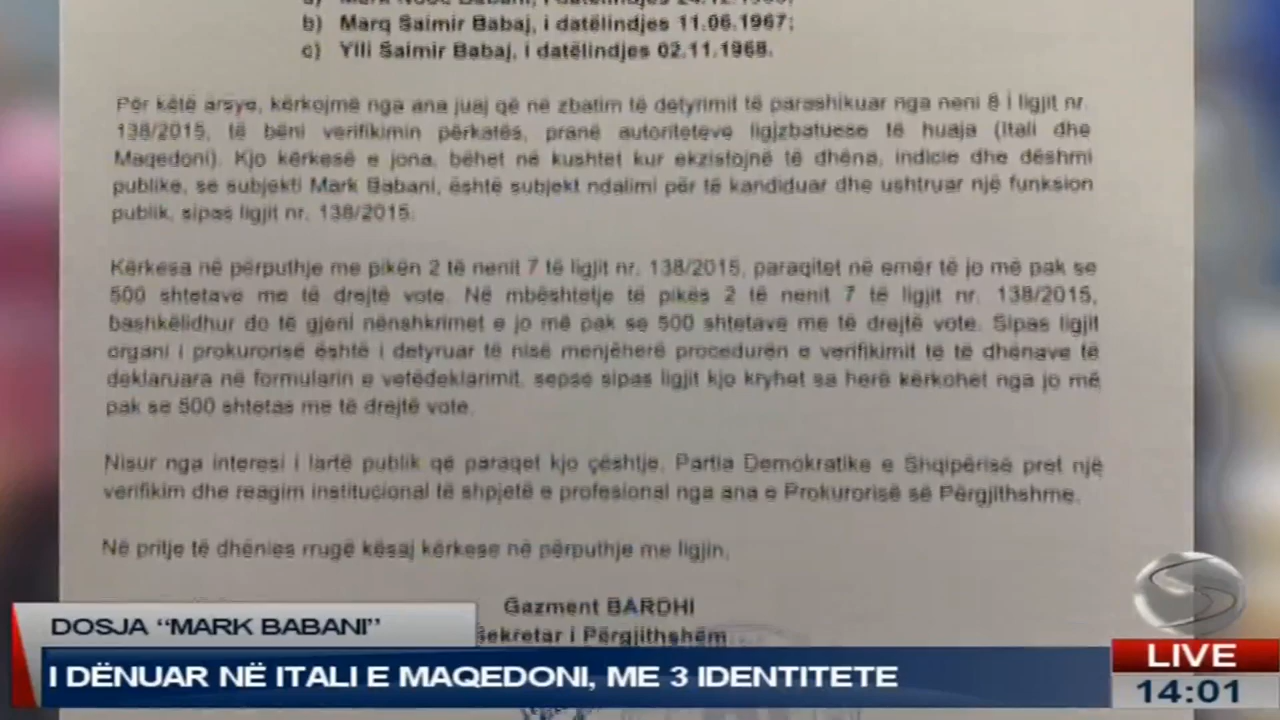 b) Marq Saimir Babaj, i datëlindjes 11.06.1967;
c) Ylli Saimir Babaj, i datëlindjes 02.11.1968.
Për këtë arsye, kërkojmë nga ana juaj që në zbatim të detyrimit të parashikuar nga neni 8 i ligjit nr.
138/2015, të bëni verifikimin përkatës, pranë autoriteteve ligjzbatuese të huaja (Itali dhe
Maqedoni). Kjo kërkesë e jona, bëhet në kushtet kur ekzistojnë të dhëna, indicie dhe dëshmi
publike, se subjekti Mark Babani, është subjekt ndalimi për të kandiduar dhe ushtruar një funksion
publik, sipas ligjit nr. 138/2015.
Kërkesa në përputhje me pikën 2 të nenit 7 të ligjit nr. 138/2015, paraqitet në emër të jo më pak se
500 shtetave me të drejtë vote. Në mbështetje të pikës 2 të nenit 7 të ligjit nr. 138/2015,
bashkëlidhur do të gjeni nënshkrimet e jo më pak se 500 shtetave me të drejtë vote. Sipas ligjit
organi i prokurorisë është i detyruar të nisë menjëherë procedurën e verifikimit të të dhënave të
deklaruara në formularin e vetëdeklarimit, sepse sipas ligjit kjo kryhet sa herë kërkohet nga jo më
pak se 500 shtetas me të drejtë vote.
Nisur nga interesi i lartë publik që paraqet kjo çështje, Partia Demokratike e Shqipërisë pret një
verifikim dhe reagim institucional të shpjetë e profesional nga ana e Prokurorisë së Përgjithshme.
Në pritje të dhënies rrugë kësaj kërkese në përputhje me ligjin,
Gazment BARDHI
Sekretar i Përgjithshëm
DOSJA “MARK BABANI”
I DËNUAR NË ITALI E MAQEDONI, ME 3 IDENTITETE
LIVE
14:01